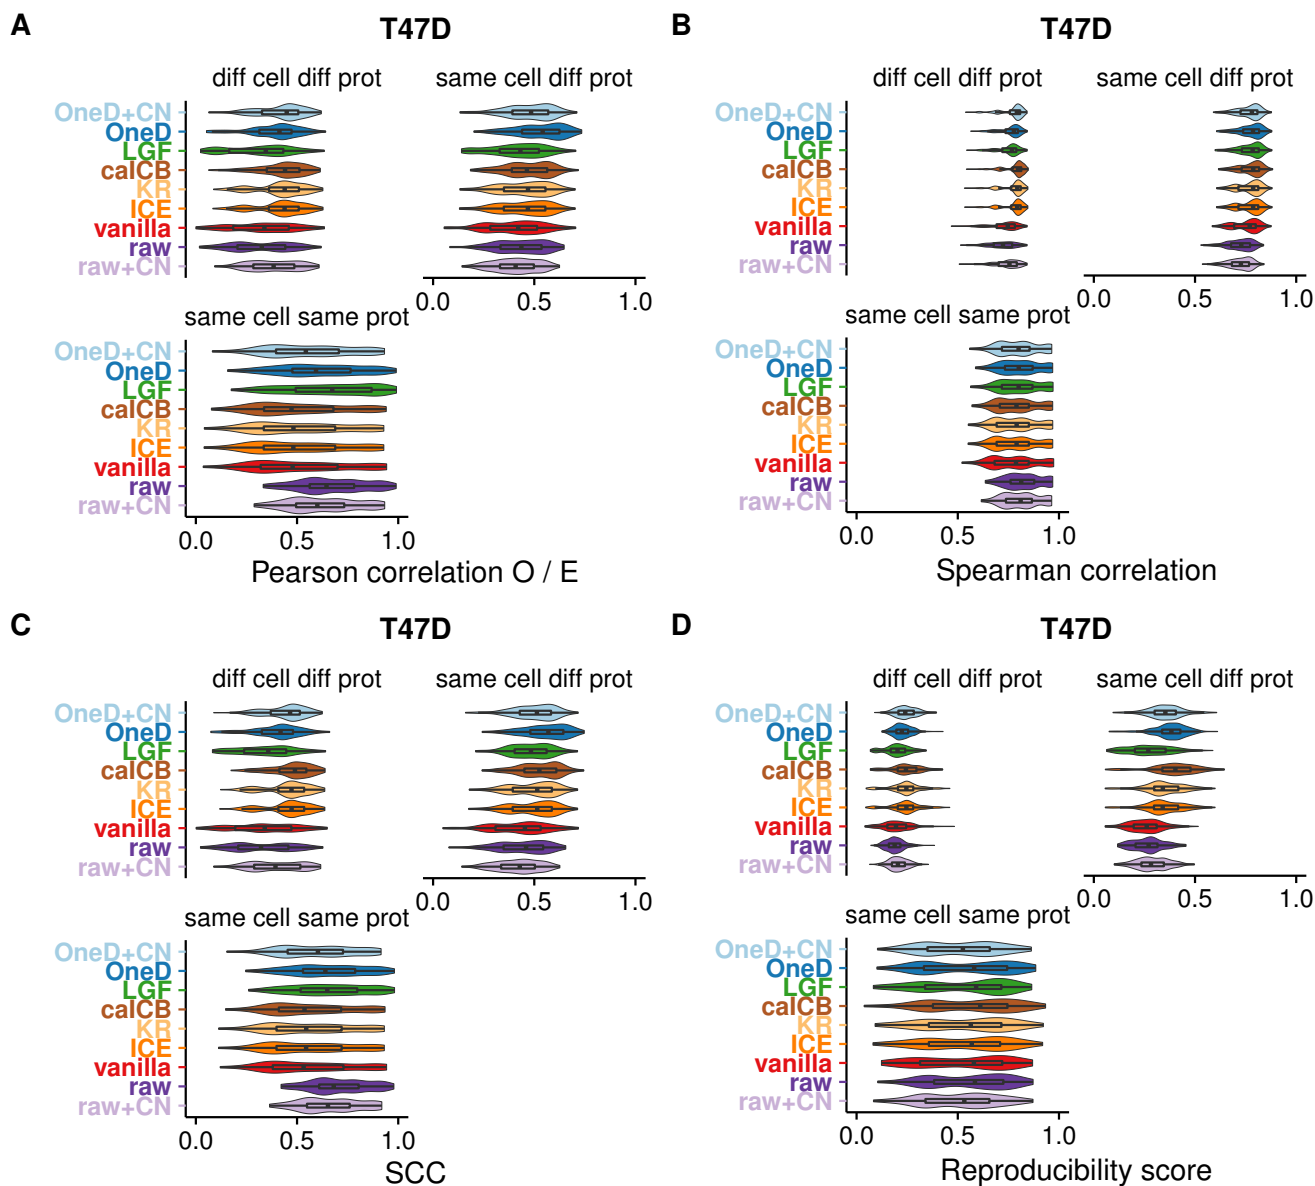 A
T47D
diff cell diff prot
same cell diff prot
OneD+CN
OneD
LGF
caICB
KR
ICE
vanilla
raw
raw+CN
0.0 0.5 1.0
same cell same prot
OneD+CN
OneD
LGF
caICB
KR
ICE
vanilla
raw
raw+CN
0.0 0.5 1.0
Pearson correlation O / E
B
T47D
diff cell diff prot
same cell diff prot
OneD+CN
OneD
LGF
caICB
KR
ICE
vanilla
raw
raw+CN
0.0 0.5 1.0
same cell same prot
OneD+CN
OneD
LGF
caICB
KR
ICE
vanilla
raw
raw+CN
0.0 0.5 1.0
Spearman correlation
C
T47D
diff cell diff prot
same cell diff prot
OneD+CN
OneD
LGF
caICB
KR
ICE
vanilla
raw
raw+CN
0.0 0.5 1.0
same cell same prot
OneD+CN
OneD
LGF
caICB
KR
ICE
vanilla
raw
raw+CN
0.0 0.5 1.0
SCC
D
T47D
diff cell diff prot
same cell diff prot
OneD+CN
OneD
LGF
caICB
KR
ICE
vanilla
raw
raw+CN
0.0 0.5 1.0
same cell same prot
OneD+CN
OneD
LGF
caICB
KR
ICE
vanilla
raw
raw+CN
0.0 0.5 1.0
Reproducibility score